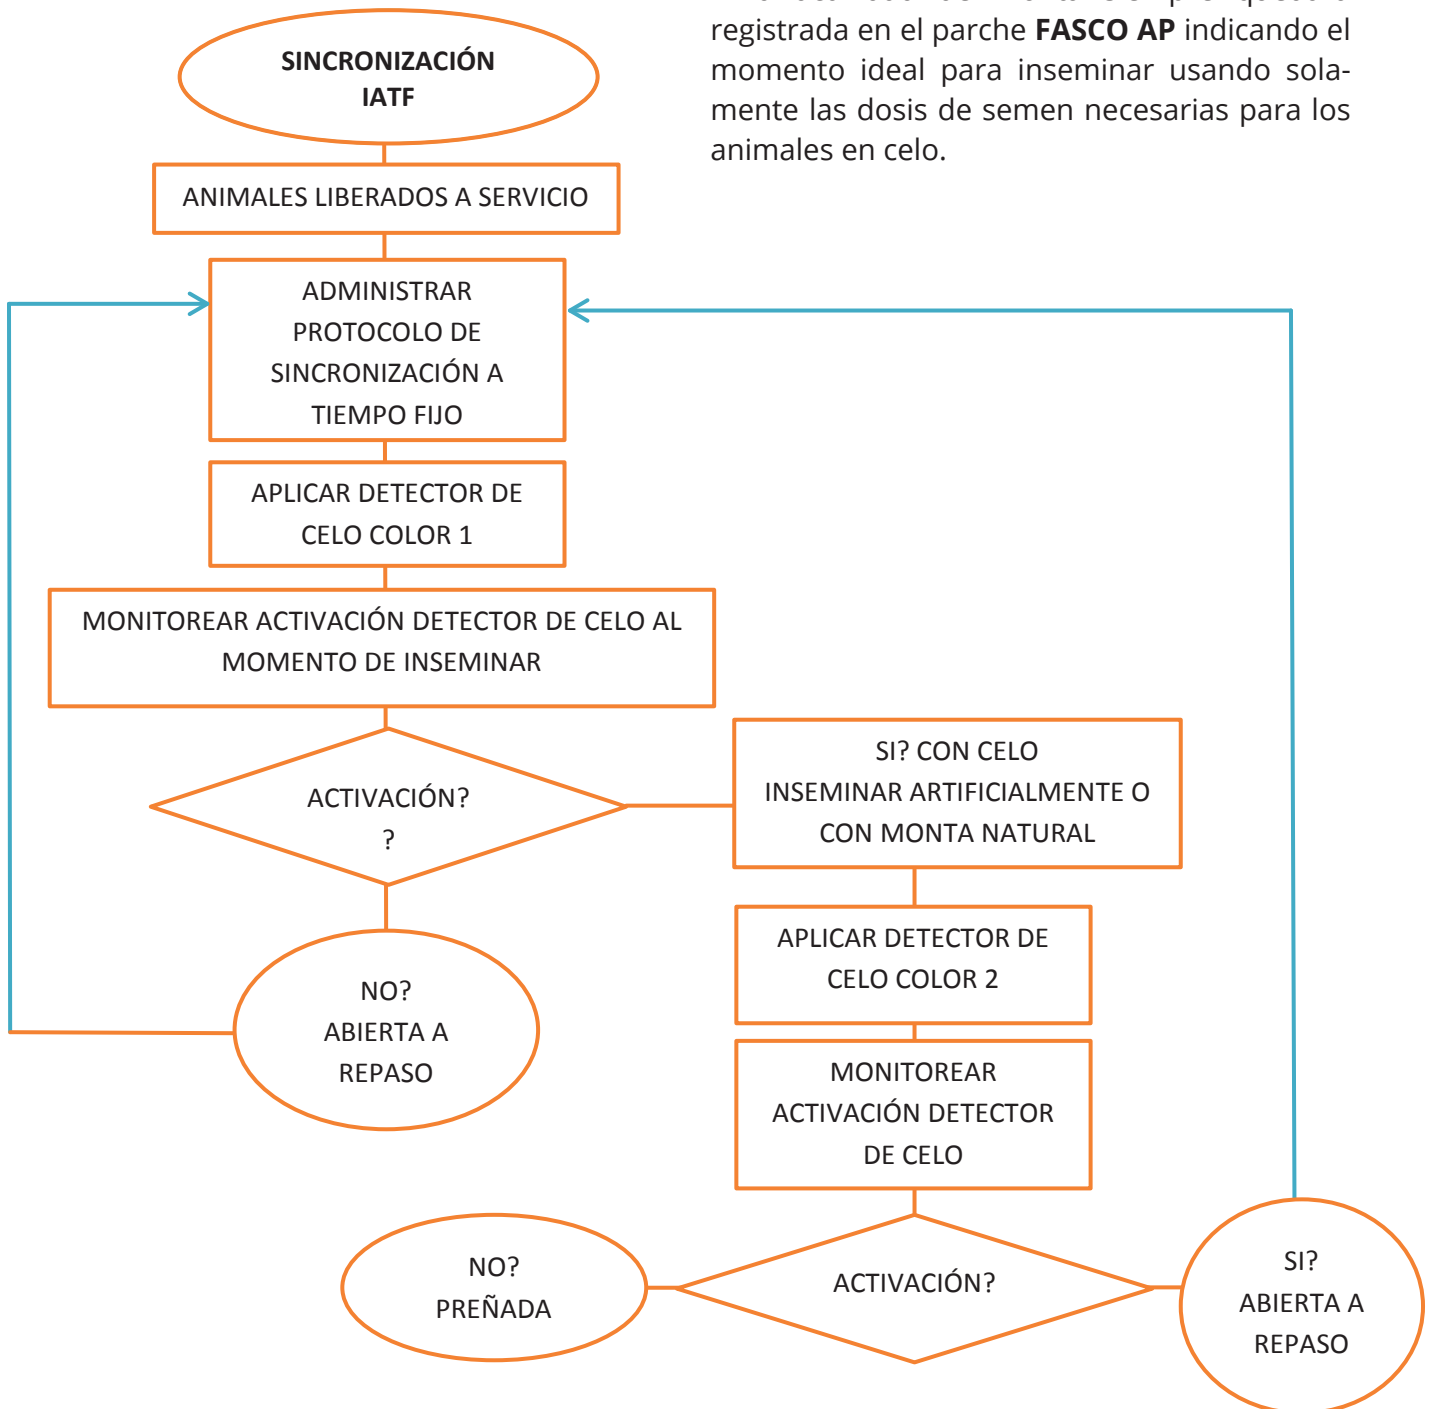 registrada en el parche FASCO AP indicando el
momento ideal para inseminar usando sola-
mente las dosis de semen necesarias para los
animales en celo.
SINCRONIZACIÓN
IATF
ANIMALES LIBERADOS A SERVICIO
ADMINISTRAR
PROTOCOLO DE
SINCRONIZACIÓN A
TIEMPO FIJO
APLICAR DETECTOR DE
CELO COLOR 1
MONITOREAR ACTIVACIÓN DETECTOR DE CELO AL
MOMENTO DE INSEMINAR
ACTIVACIÓN?
?
SI? CON CELO
INSEMINAR ARTIFICIALMENTE O
CON MONTA NATURAL
NO?
ABIERTA A
REPASO
APLICAR DETECTOR DE
CELO COLOR 2
MONITOREAR
ACTIVACIÓN DETECTOR
DE CELO
NO?
PREÑADA
ACTIVACIÓN?
SI?
ABIERTA A
REPASO